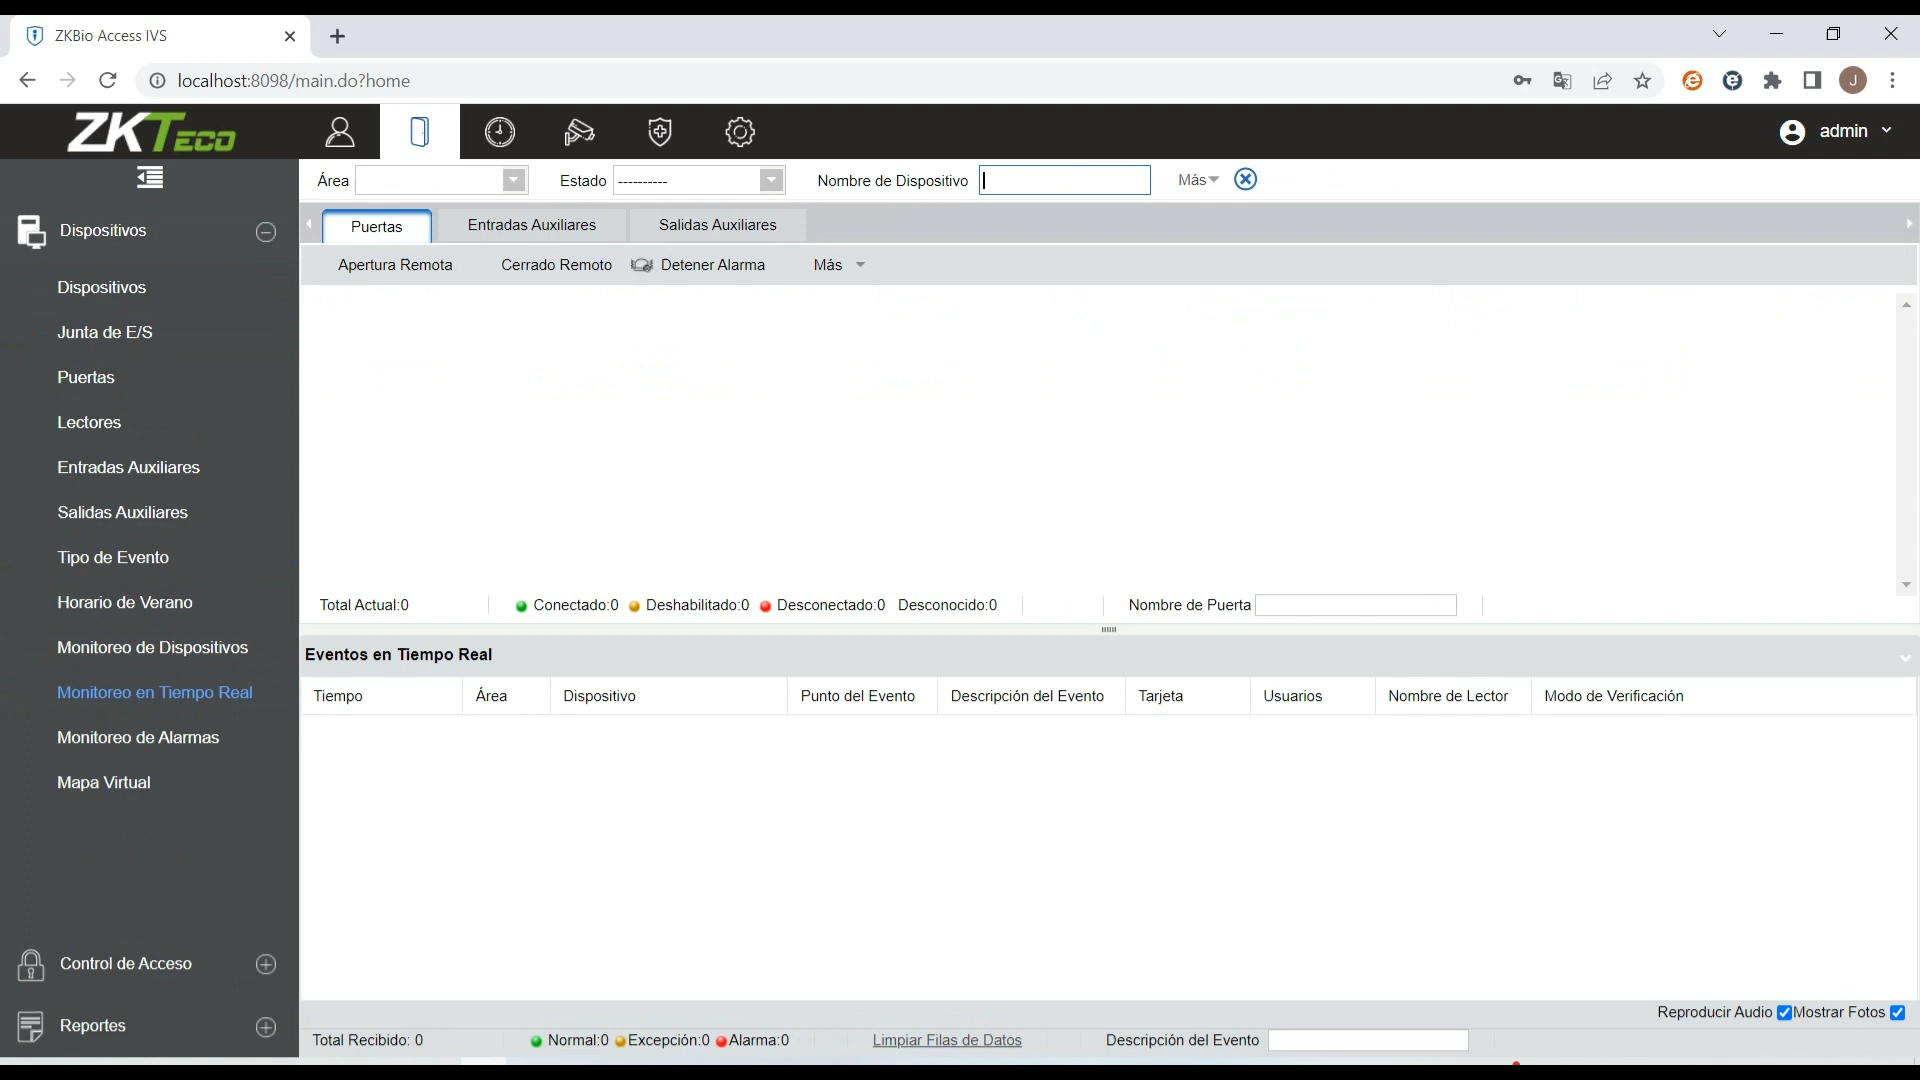 ZKBio Access IVS
localhost:8098/main.do?home
ZKTECO
admin
Área
Estado ----------
Nombre de Dispositivo
Más
Dispositivos
Puertas Entradas Auxiliares Salidas Auxiliares
Apertura Remota Cerrado Remoto Detener Alarma Más
Dispositivos
Junta de E/S
Puertas
Lectores
Entradas Auxiliares
Salidas Auxiliares
Tipo de Evento
Horario de Verano
Monitoreo de Dispositivos
Monitoreo en Tiempo Real
Monitoreo de Alarmas
Mapa Virtual
Control de Acceso
Reportes
Total Actual:0 Conectado:0 Deshabilitado:0 Desconectado:0 Desconocido:0 Nombre de Puerta
Eventos en Tiempo Real
Tiempo Área Dispositivo Punto del Evento Descripción del Evento Tarjeta Usuarios Nombre de Lector Modo de Verificación
Reproducir Audio Mostrar Fotos
Total Recibido: 0 Normal:0 Excepción:0 Alarma:0 Limpiar Filas de Datos Descripción del Evento
J